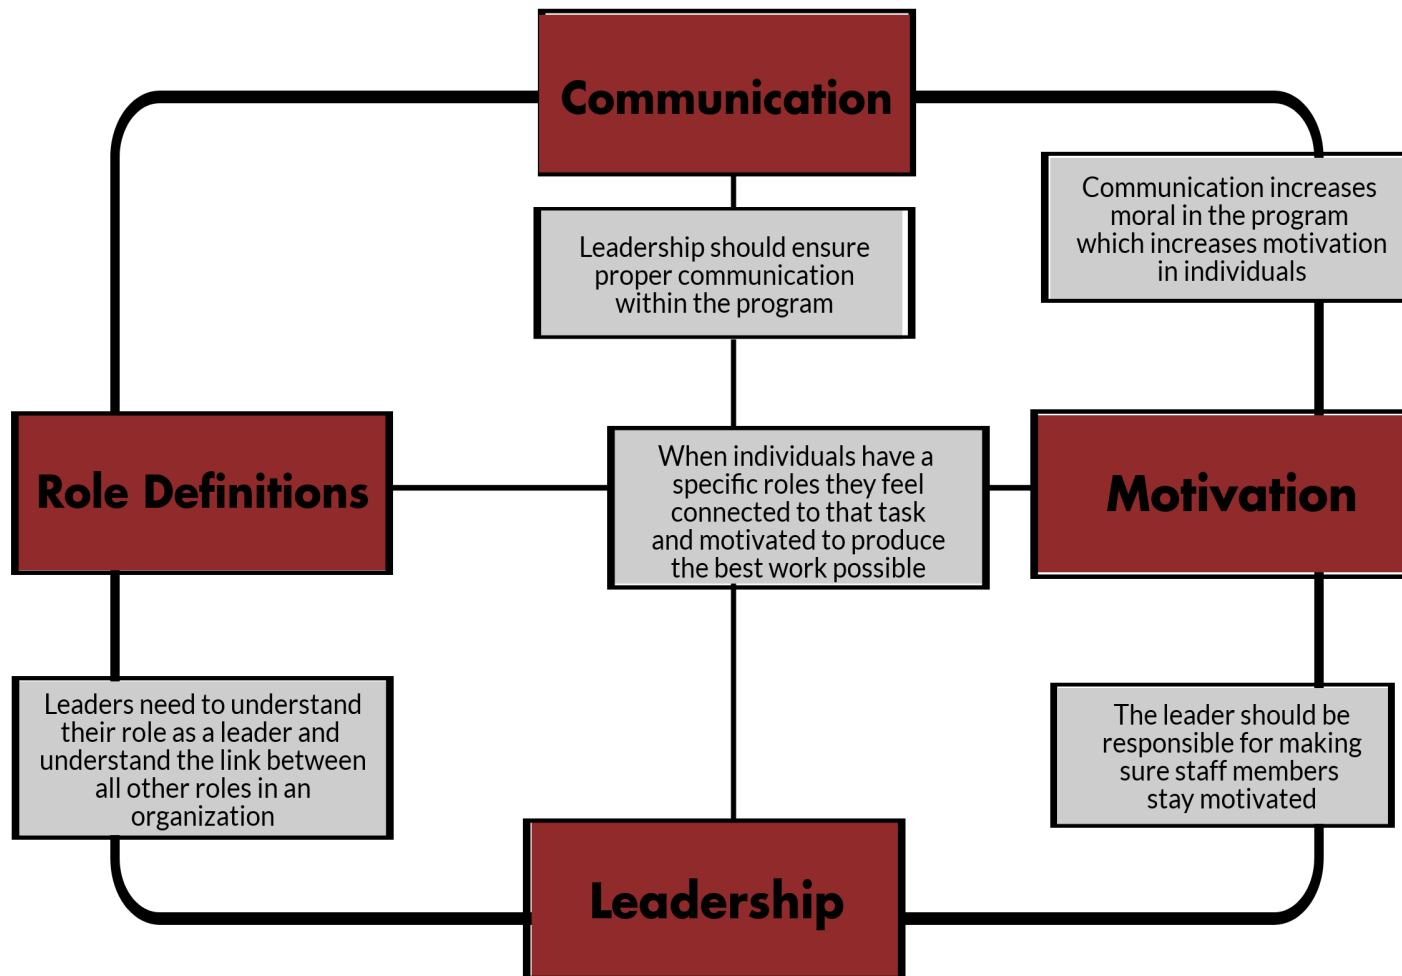 Communication
Communication increases
moral in the program
which increases motivation
in individuals
Leadership should ensure
proper communication
within the program
Role Definitions
When individuals have a
specific roles they feel
connected to that task
and motivated to produce
the best work possible
Motivation
Leaders need to understand
their role as a leader and
understand the link between
all other roles in an
organization
The leader should be
responsible for making
sure staff members
stay motivated
Leadership